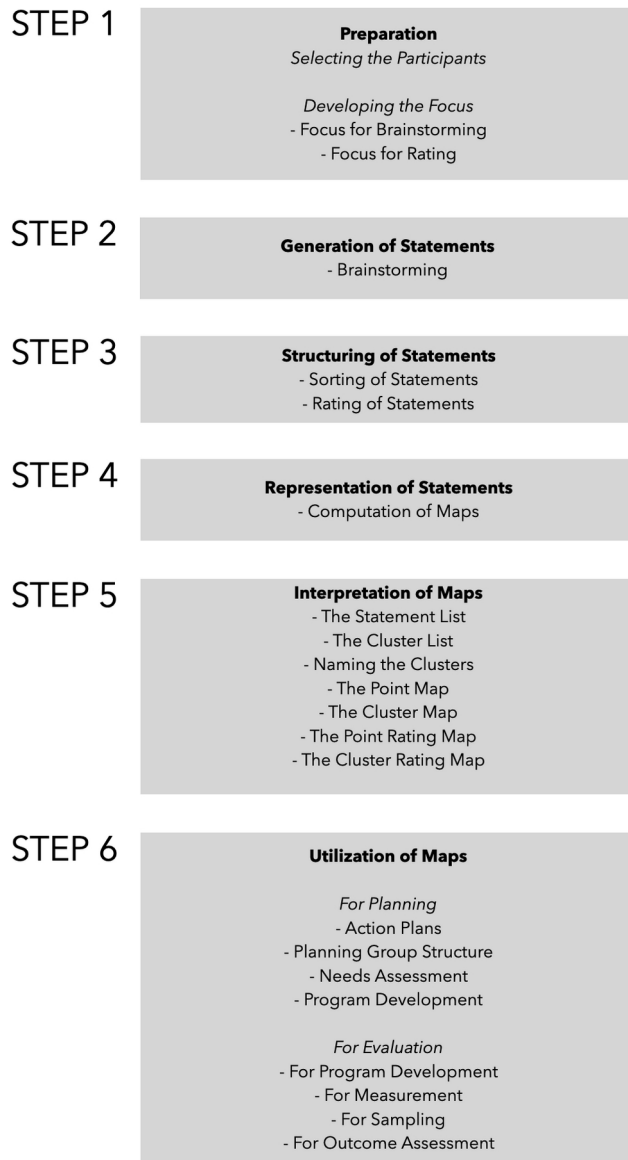 STEP 1
Preparation
Selecting the Participants
Developing the Focus
- Focus for Brainstorming
- Focus for Rating
STEP 2
Generation of Statements
- Brainstorming
STEP 3
Structuring of Statements
- Sorting of Statements
- Rating of Statements
STEP 4
Representation of Statements
- Computation of Maps
STEP 5
Interpretation of Maps
- The Statement List
- The Cluster List
- Naming the Clusters
- The Point Map
- The Cluster Map
- The Point Rating Map
- The Cluster Rating Map
STEP 6
Utilization of Maps
For Planning
- Action Plans
- Planning Group Structure
- Needs Assessment
- Program Development
For Evaluation
- For Program Development
- For Measurement
- For Sampling
- For Outcome Assessment